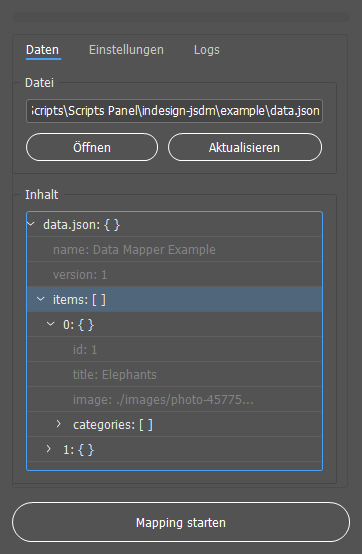 Daten Einstellungen Logs
Datei
Scripts\Scripts Panel\indesign-jsdm\example\data.json
Öffnen Aktualisieren
Inhalt
data.json: { }
name: Data Mapper Example
version: 1
items: [ ]
0: { }
id: 1
title: Elephants
image: ./images/photo-45775...
categories: [ ]
1: { }
Mapping starten